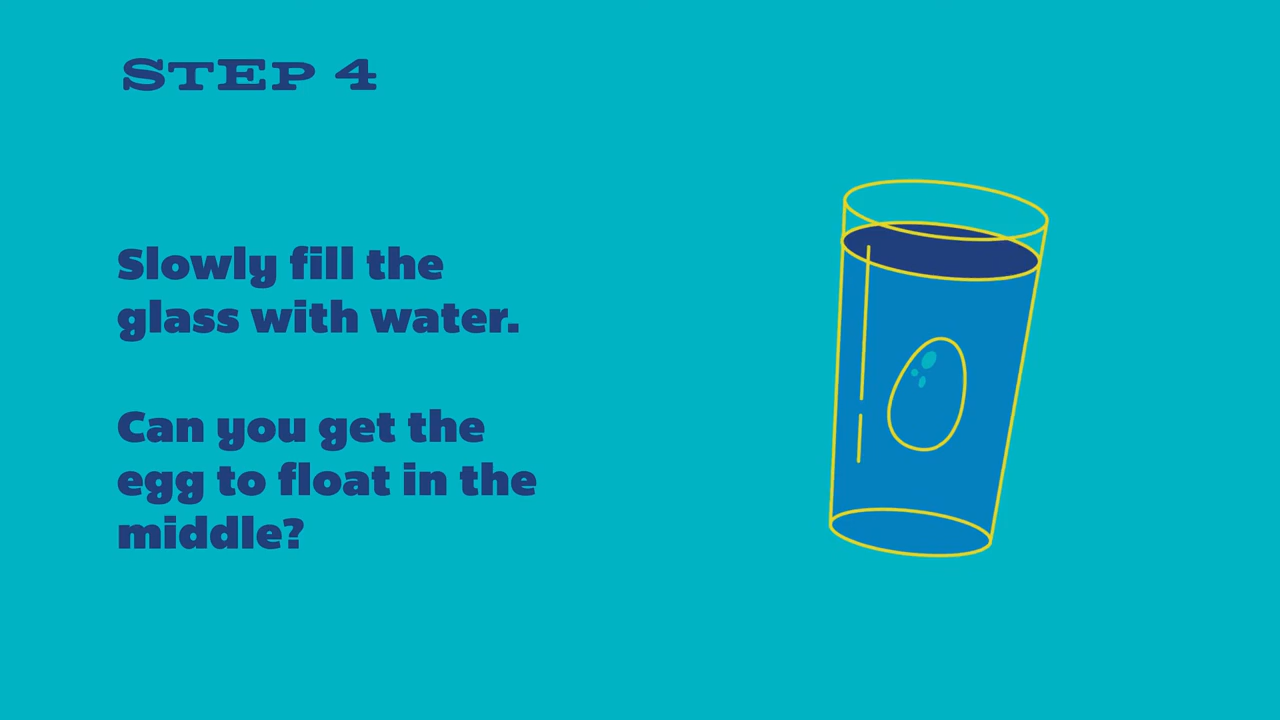 STEP 4
Slowly fill the
glass with water.
Can you get the
egg to float in the
middle?